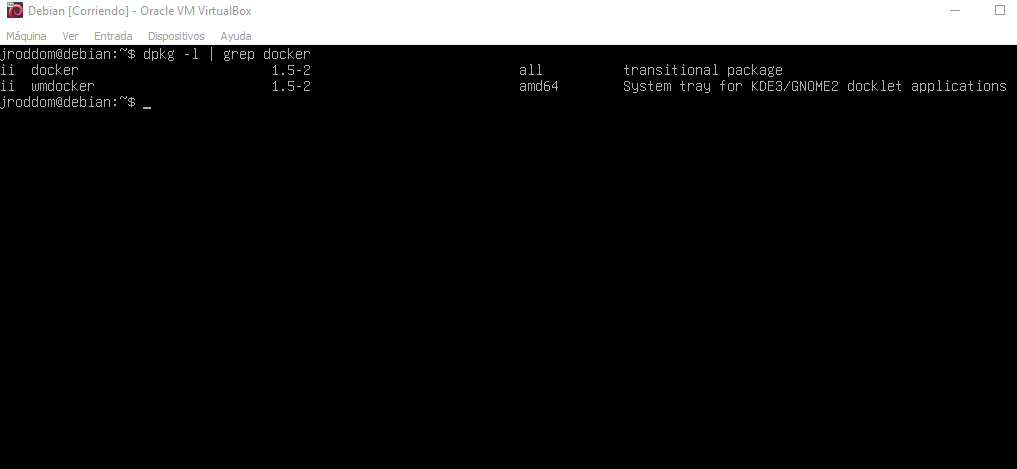 Debian [Corriendo] - Oracle VM VirtualBox
Máquina Ver Entrada Dispositivos Ayuda
jroddom@debian:~$ dpkg -l | grep docker
ii docker 1.5-2 all transitional package
ii wmdocker 1.5-2 amd64 System tray for KDE3/GNOME2 docklet applications
jroddom@debian:~$ _